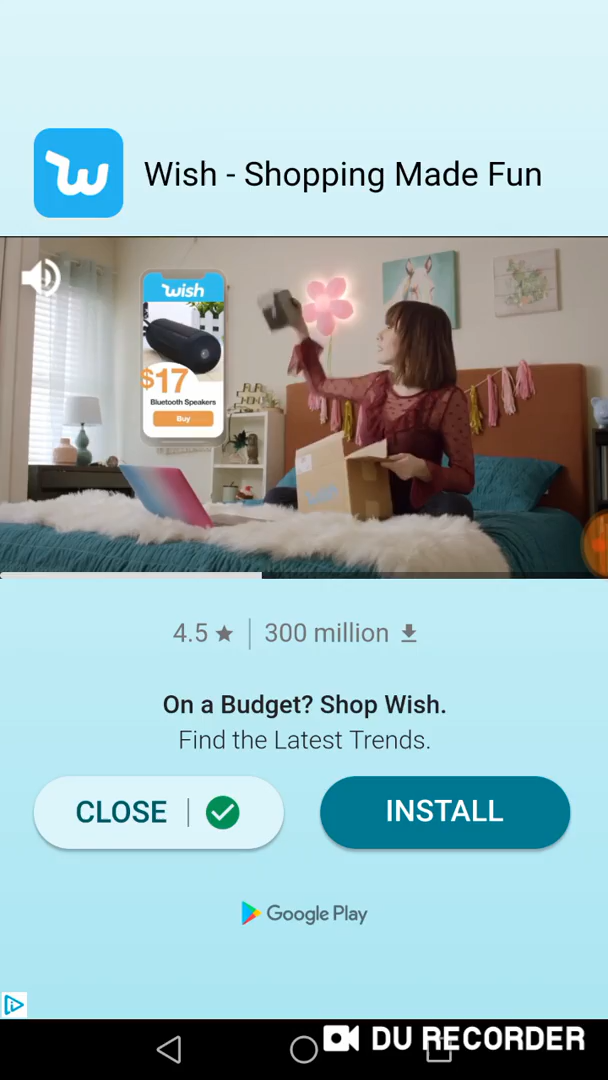 Wish - Shopping Made Fun
wish
$17
Bluetooth Speakers
Buy
4.5 ★ | 300 million
On a Budget? Shop Wish.
Find the Latest Trends.
CLOSE
INSTALL
Google Play
DU RECORDER